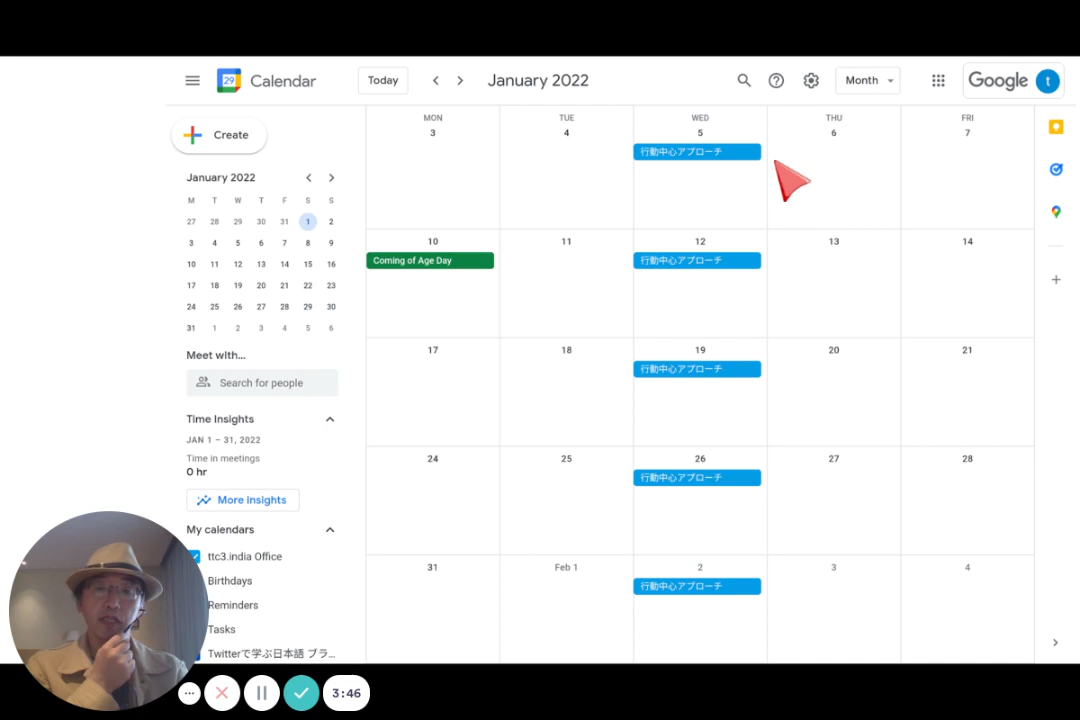 29
Calendar
Today
January 2022
Month
Google
t
Create
January 2022
M T W T F S S
27 28 29 30 31 1 2
3 4 5 6 7 8 9
10 11 12 13 14 15 16
17 18 19 20 21 22 23
24 25 26 27 28 29 30
31 1 2 3 4 5 6
Meet with...
Search for people
Time Insights
JAN 1 – 31, 2022
Time in meetings
0 hr
More insights
My calendars
ttc3.india Office
Birthdays
Reminders
Tasks
Twitterで学ぶ日本語 プラ...
MON TUE WED THU FRI
3 4 5 6 7
行動中心アプローチ
10 11 12 13 14
Coming of Age Day
行動中心アプローチ
17 18 19 20 21
行動中心アプローチ
24 25 26 27 28
行動中心アプローチ
31 Feb 1 2 3 4
行動中心アプローチ
3:46